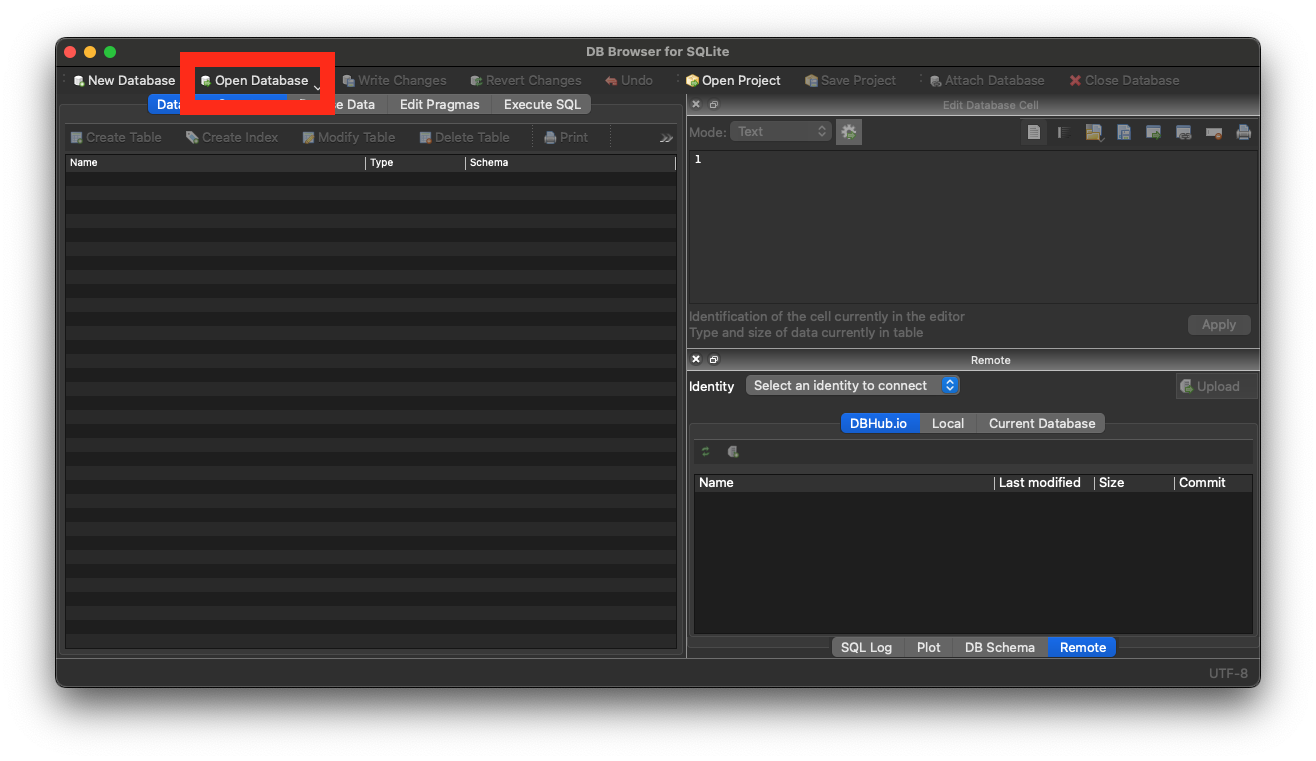 DB Browser for SQLite
New Database Open Database Write Changes Revert Changes Undo Open Project Save Project Attach Database Close Database
Data e Data Edit Pragmas Execute SQL
Create Table Create Index Modify Table Delete Table Print
Name Type Schema
Edit Database Cell
Mode: Text
1
Identification of the cell currently in the editor
Type and size of data currently in table
Apply
Remote
Identity Select an identity to connect Upload
DBHub.io Local Current Database
Name Last modified Size Commit
SQL Log Plot DB Schema Remote
UTF-8